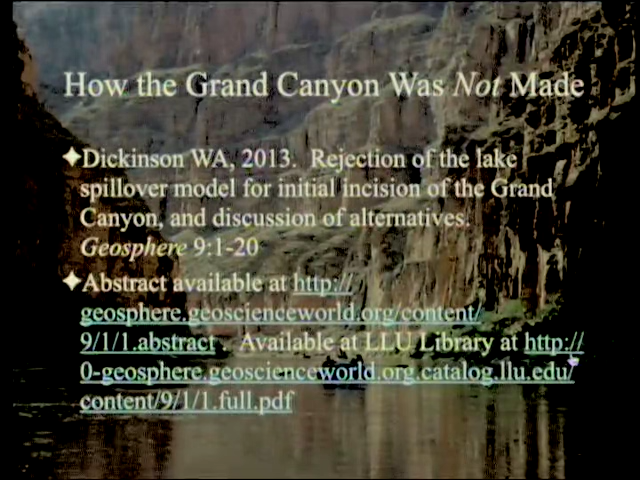 How the Grand Canyon Was Not Made
✦Dickinson WA, 2013. Rejection of the lake
spillover model for initial incision of the Grand
Canyon, and discussion of alternatives.
Geosphere 9:1-20
✦Abstract available at http://
geosphere.geoscienceworld.org/content/
9/1/1.abstract . Available at LLU Library at http://
0-geosphere.geoscienceworld.org.catalog.llu.edu/
content/9/1/1.full.pdf